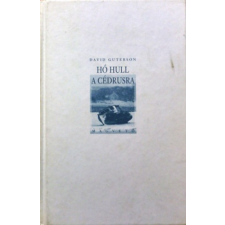 DAVID GUTERSON
HÓ HULL
A CÉDRUSRA